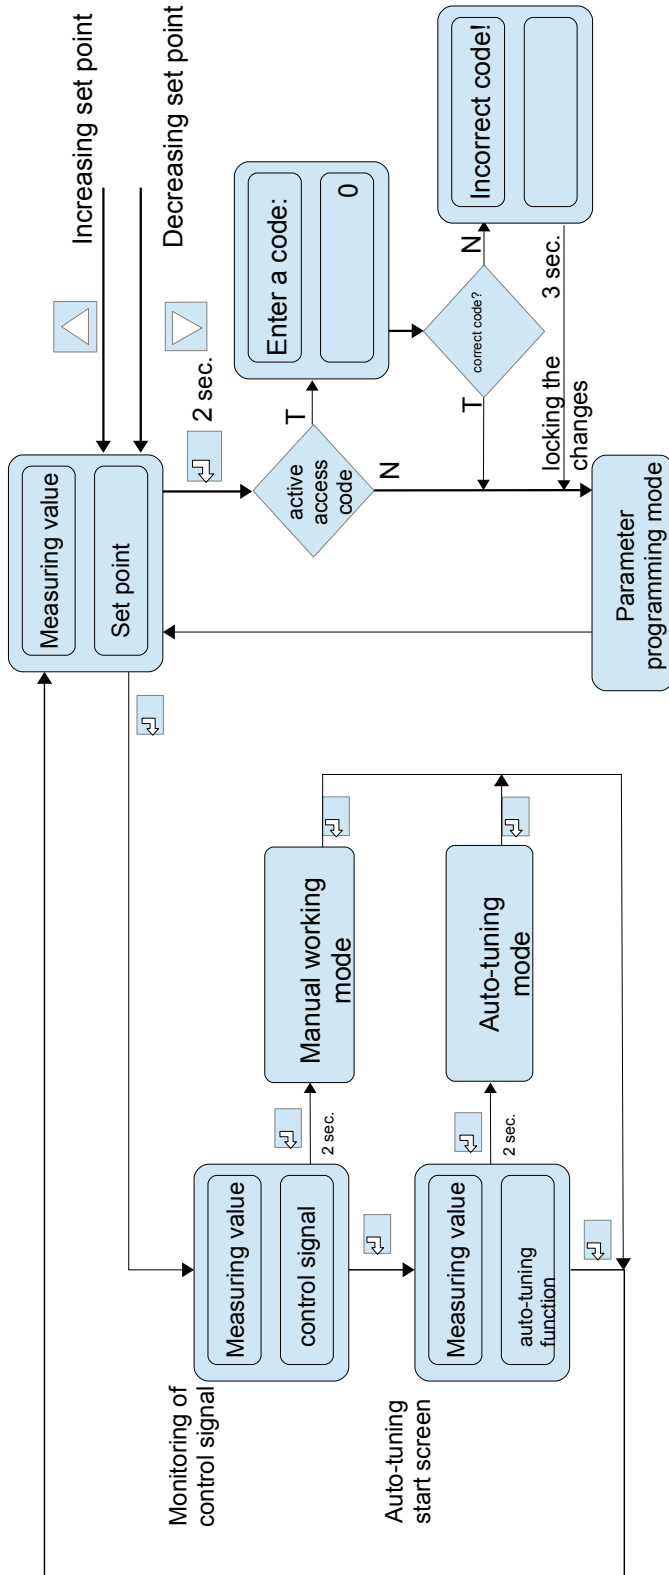 Increasing set point
Decreasing set point
Measuring value
Set point
2 sec.
active
access
code
T
N
Enter a code:
0
correct code?
T
N
Incorrect code!
3 sec.
locking the
changes
Parameter
programming mode
Monitoring of
control signal
Measuring value
control signal
2 sec.
Manual working
mode
Auto-tuning
start screen
Measuring value
auto-tuning
function
2 sec.
Auto-tuning
mode